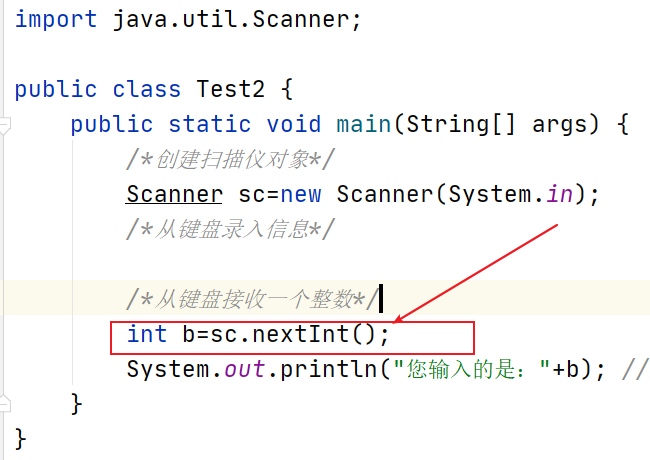 import java.util.Scanner;
public class Test2 {
public static void main(String[] args) {
/*创建扫描仪对象*/
Scanner sc=new Scanner(System.in);
/*从键盘录入信息*/
/*从键盘接收一个整数*/
int b=sc.nextInt();
System.out.println("您输入的是："+b); //
}
}